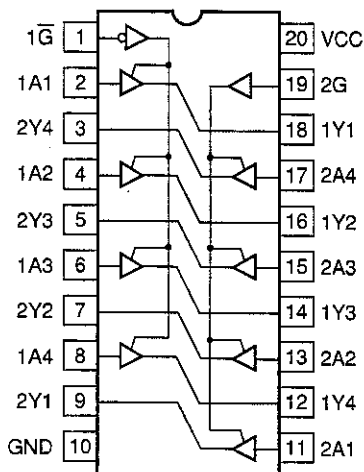 1G̅ 1 20 VCC
1A1 2 19 2G
2Y4 3 18 1Y1
1A2 4 17 2A4
2Y3 5 16 1Y2
1A3 6 15 2A3
2Y2 7 14 1Y3
1A4 8 13 2A2
2Y1 9 12 1Y4
GND 10 11 2A1